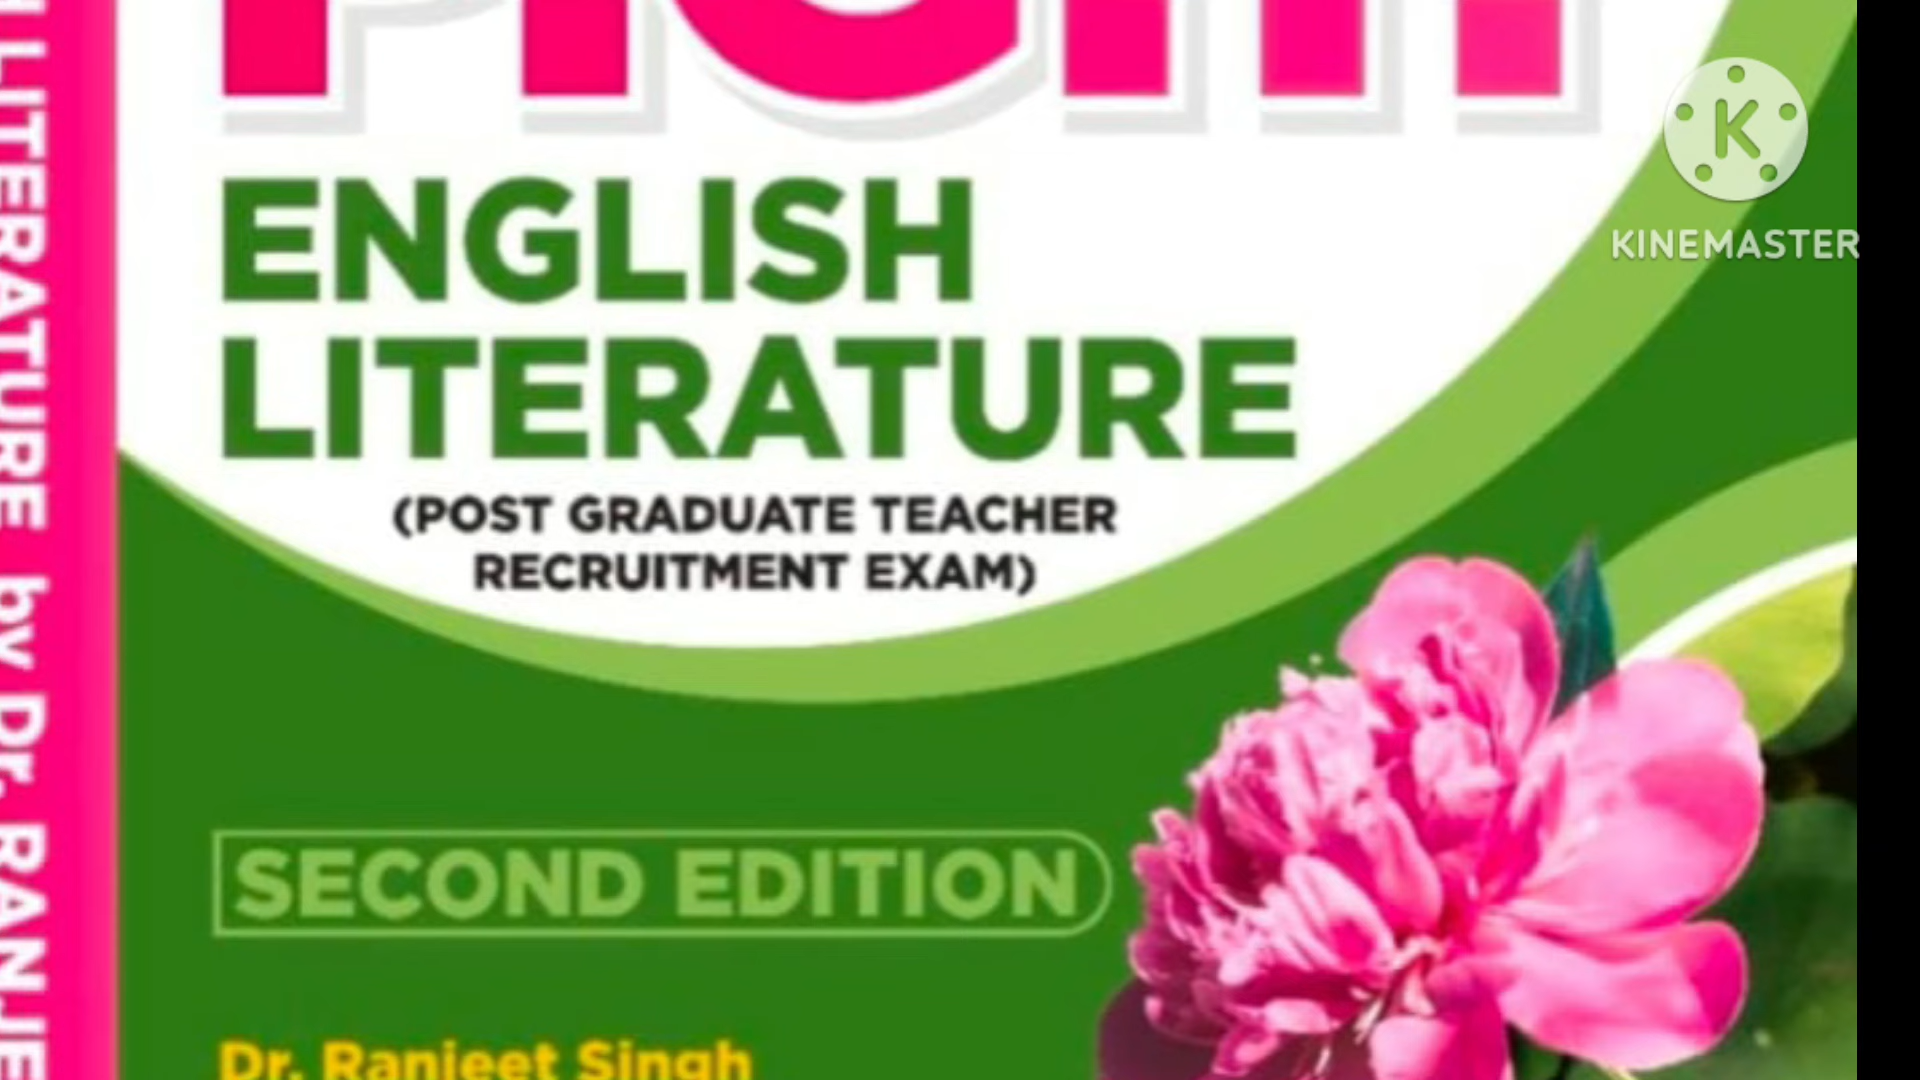 ENGLISH
LITERATURE
(POST GRADUATE TEACHER
RECRUITMENT EXAM)
SECOND EDITION
Dr. Ranjeet Singh
LITERATURE by Dr. RANJE
K
KINEMASTER